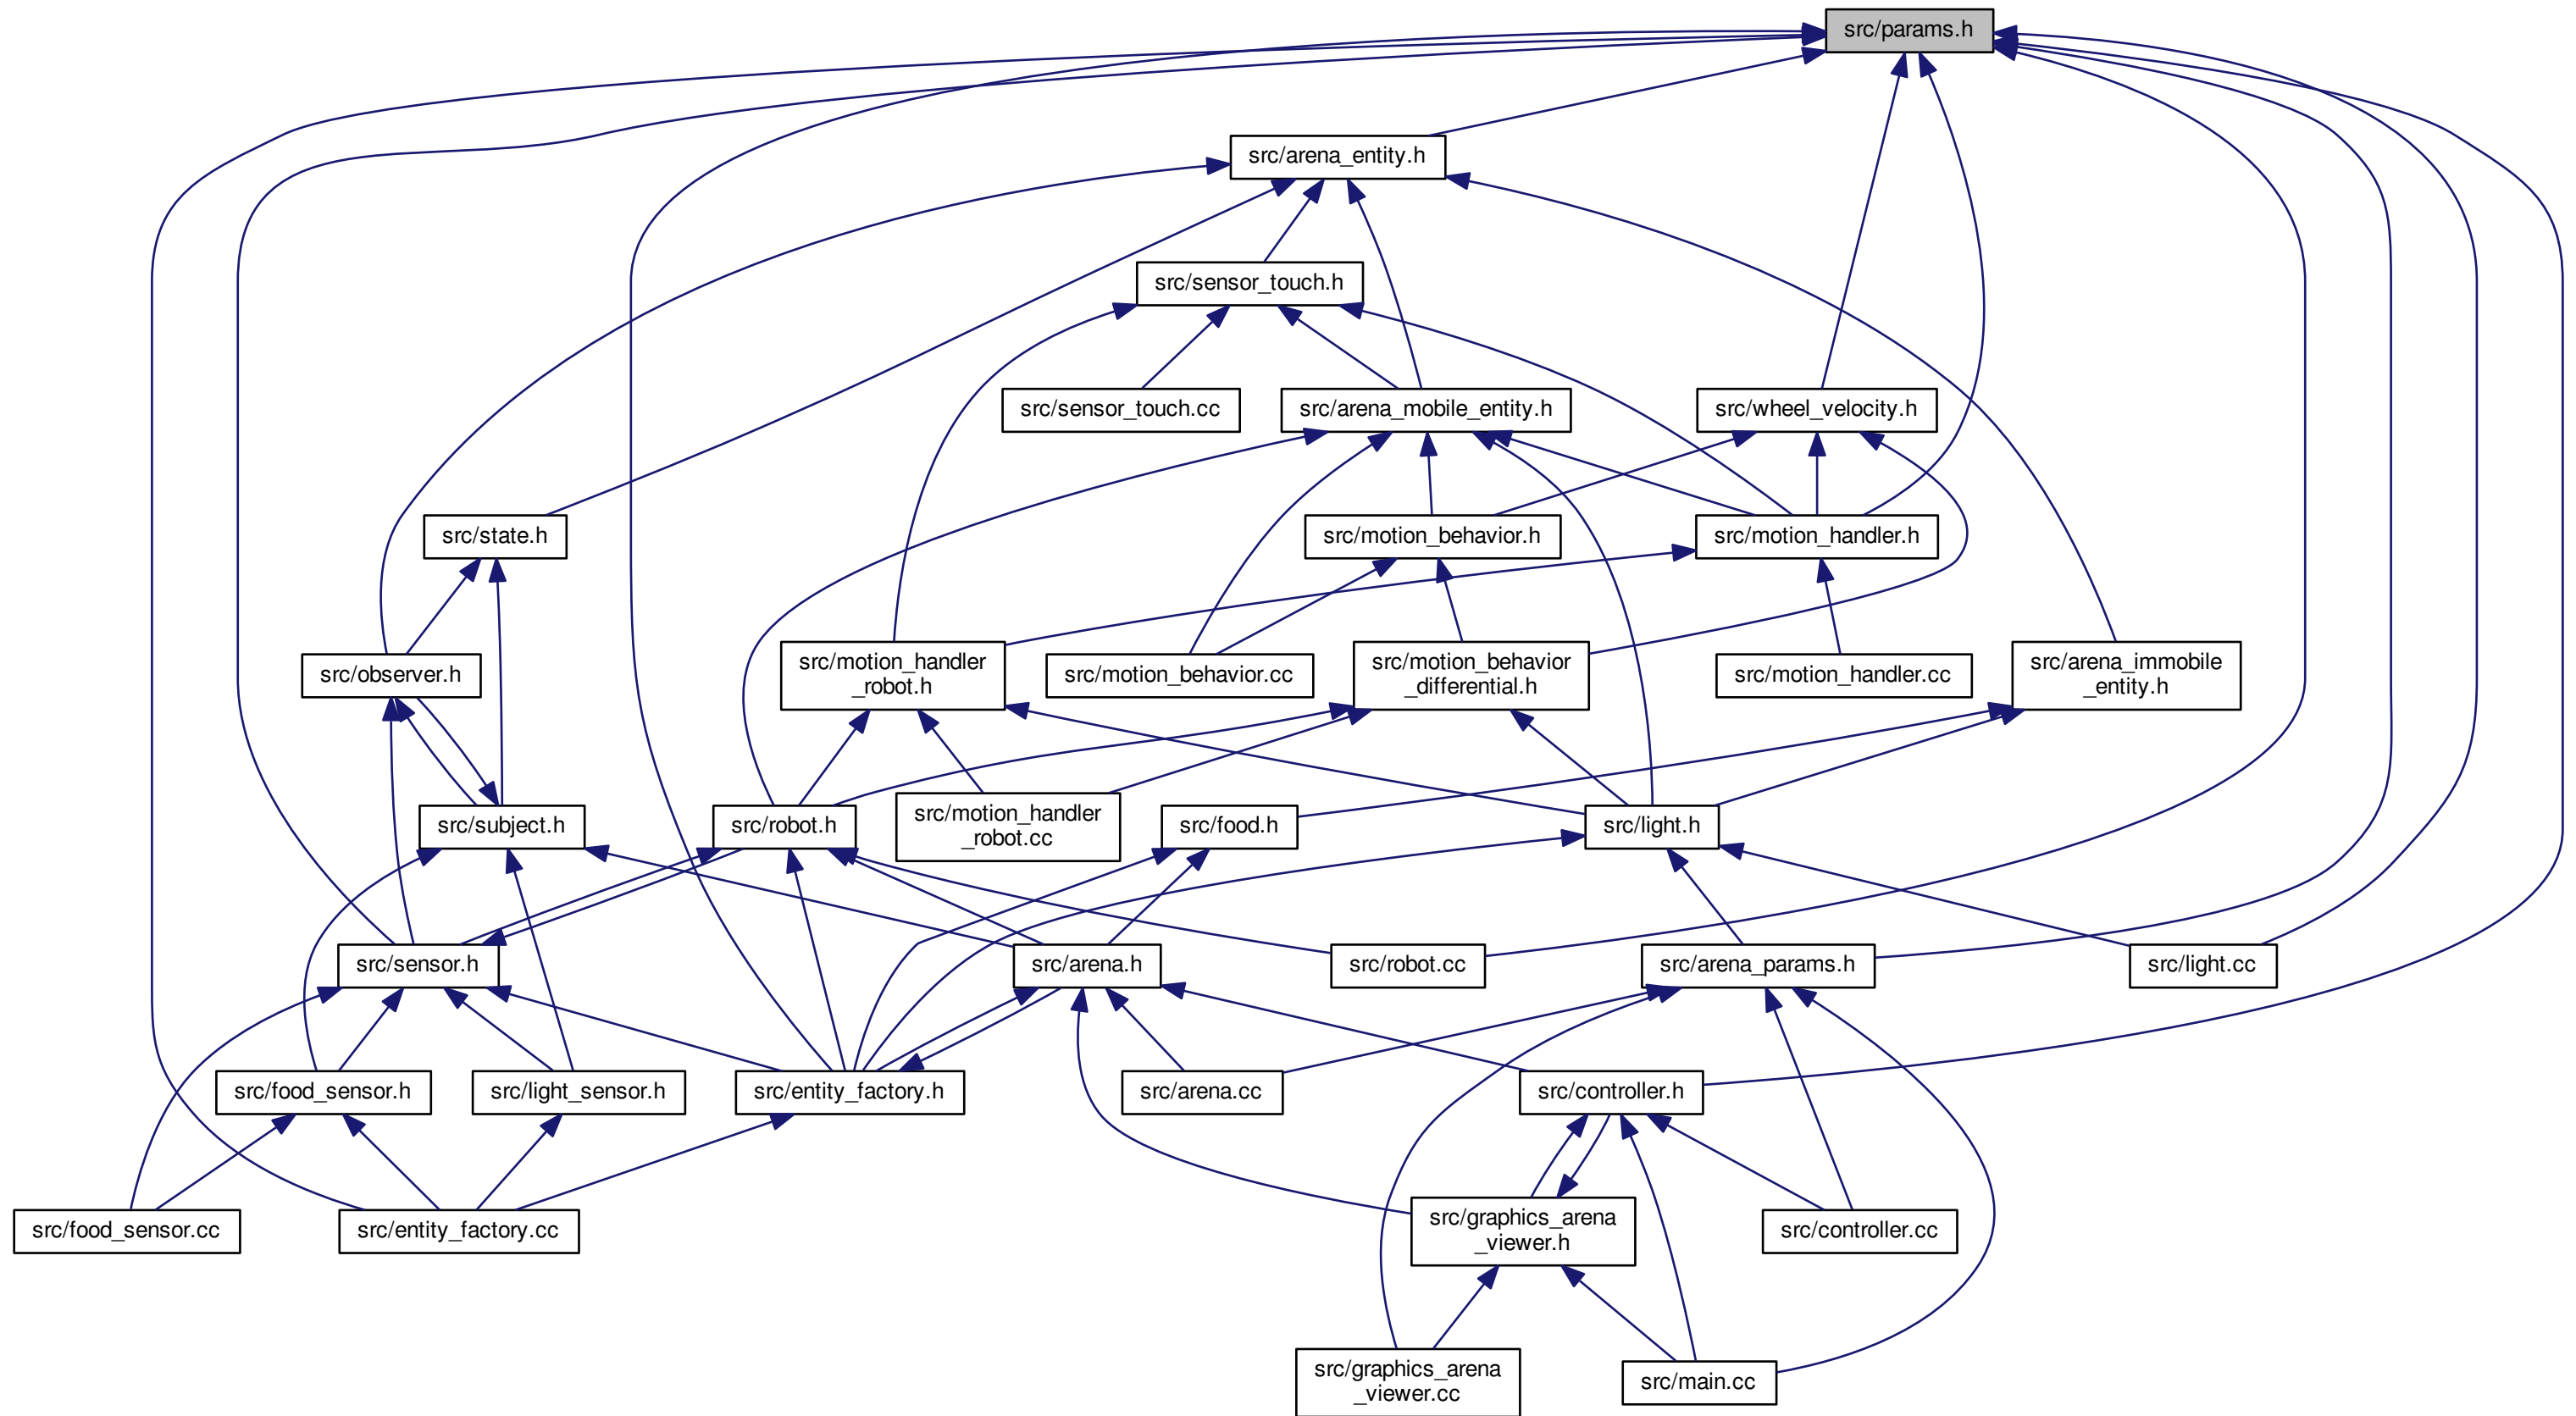 src/params.h
src/arena_entity.h
src/sensor_touch.h
src/sensor_touch.cc
src/arena_mobile_entity.h
src/wheel_velocity.h
src/state.h
src/motion_behavior.h
src/motion_handler.h
src/observer.h
src/motion_handler
_robot.h
src/motion_behavior.cc
src/motion_behavior
_differential.h
src/motion_handler.cc
src/arena_immobile
_entity.h
src/subject.h
src/robot.h
src/motion_handler
_robot.cc
src/food.h
src/light.h
src/sensor.h
src/arena.h
src/robot.cc
src/arena_params.h
src/light.cc
src/food_sensor.h
src/light_sensor.h
src/entity_factory.h
src/arena.cc
src/controller.h
src/food_sensor.cc
src/entity_factory.cc
src/graphics_arena
_viewer.h
src/controller.cc
src/graphics_arena
_viewer.cc
src/main.cc